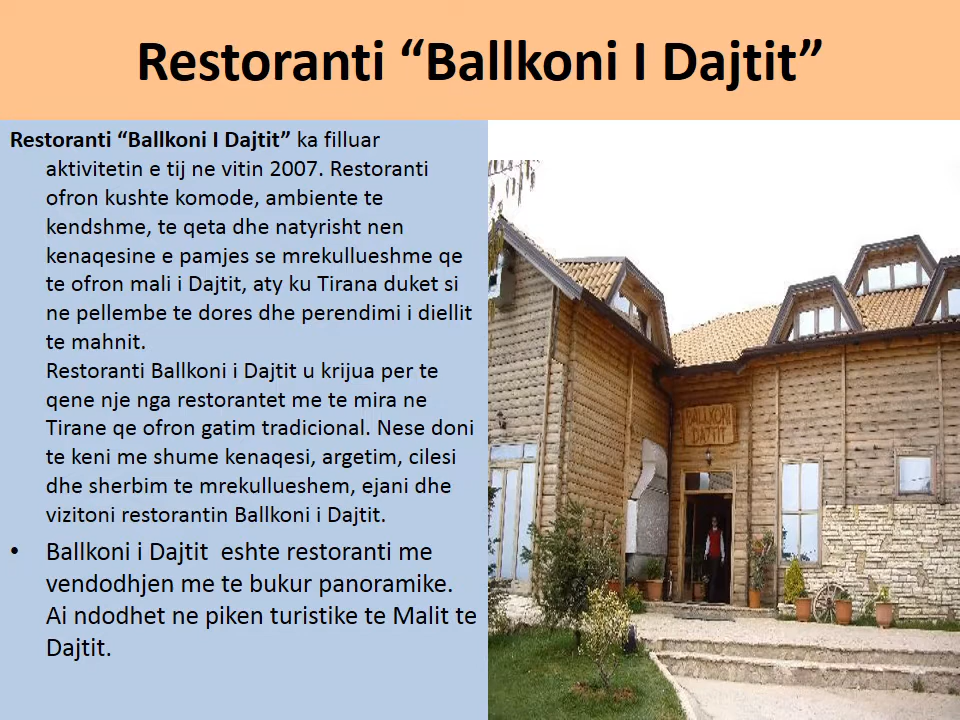 Restoranti “Ballkoni I Dajtit”
Restoranti “Ballkoni I Dajtit” ka filluar
aktivitetin e tij ne vitin 2007. Restoranti
ofron kushte komode, ambiente te
kendshme, te qeta dhe natyrisht nen
kenaqesine e pamjes se mrekullueshme qe
te ofron mali i Dajtit, aty ku Tirana duket si
ne pellembe te dores dhe perendimi i diellit
te mahnit.
Restoranti Ballkoni i Dajtit u krijua per te
qene nje nga restorantet me te mira ne
Tirane qe ofron gatim tradicional. Nese doni
te keni me shume kenaqesi, argetim, cilesi
dhe sherbim te mrekullueshem, ejani dhe
vizitoni restorantin Ballkoni i Dajtit.
• Ballkoni i Dajtit  eshte restoranti me
vendodhjen me te bukur panoramike.
Ai ndodhet ne piken turistike te Malit te
Dajtit.
BALLKONI
DAJTIT